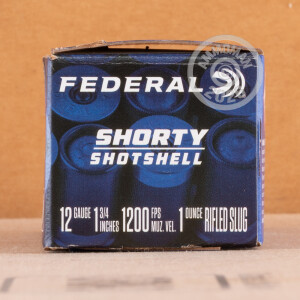 FEDERAL
SHORTY
SHOTSHELL
12 GAUGE 1 3/4 INCHES 1200 FPS MUZ. VEL. 1 OUNCE RIFLED SLUG